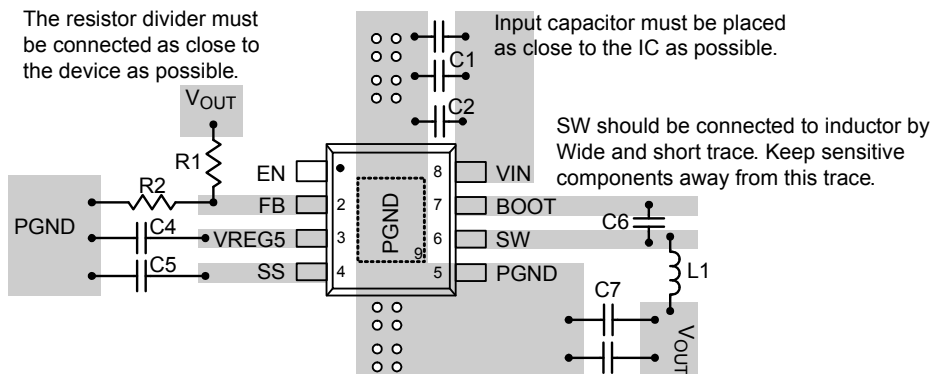 The resistor divider must
be connected as close to
the device as possible.
Input capacitor must be placed
as close to the IC as possible.
C1
C2
VOUT
SW should be connected to inductor by
Wide and short trace. Keep sensitive
components away from this trace.
R1
R2
EN
8 VIN
FB 2
7 BOOT
PGND
PGND
9
C4
VREG5 3
6 SW
C6
C5
SS 4
5 PGND
L1
C7
VOUT